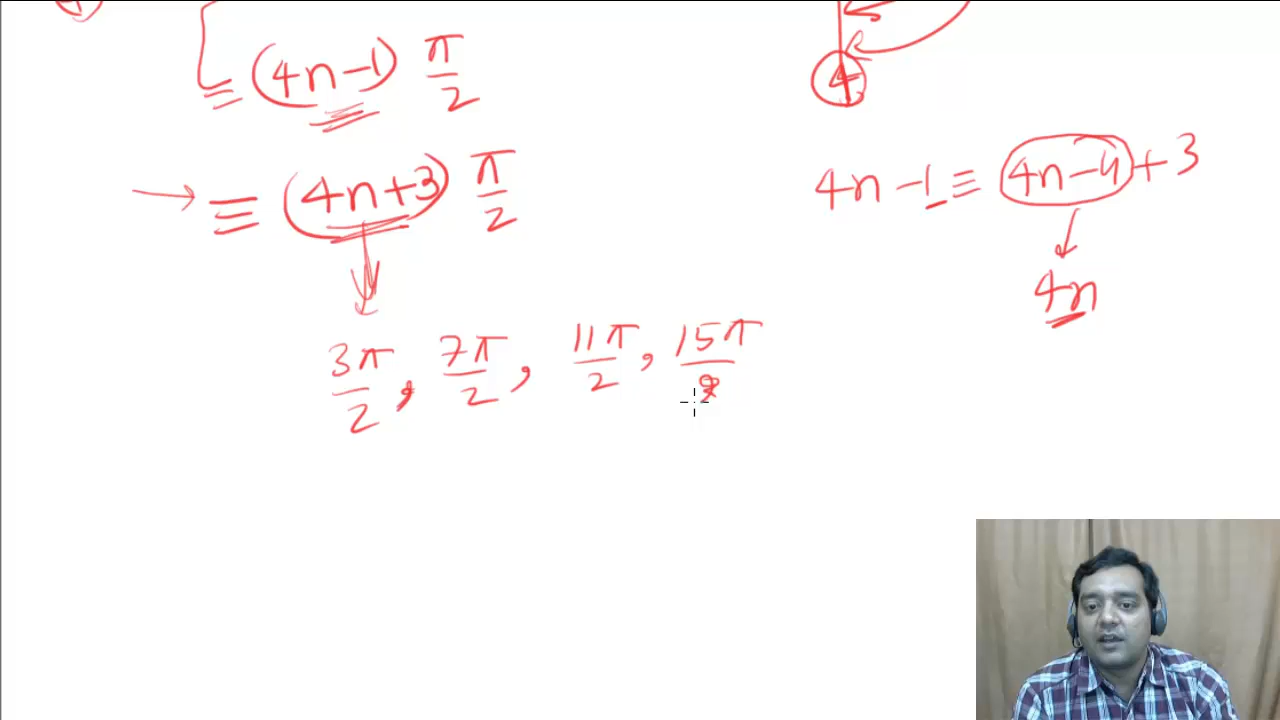 ≡ (4n-1) π/2
4
≡ (4n+3) π/2
4n-1 ≡ 4n-4+3
4n
3π/2, 7π/2, 11π/2, 15π/2